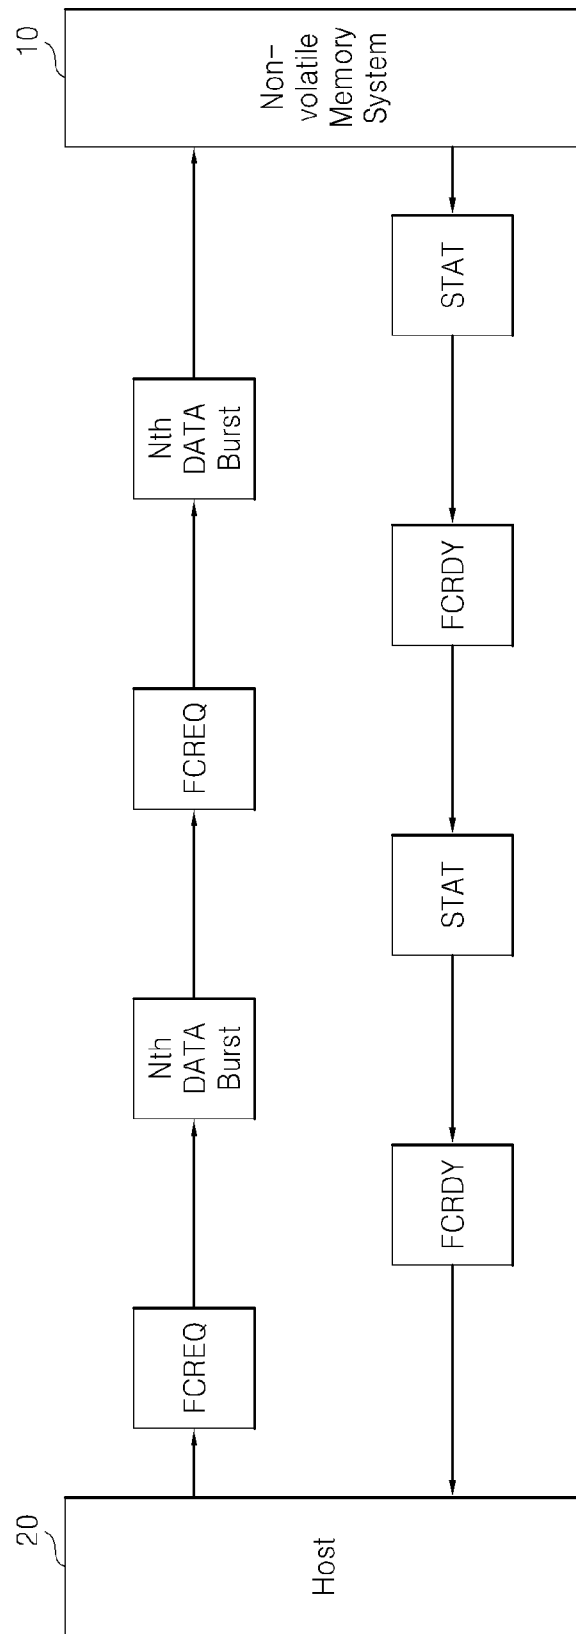 20
Host
FCREQ
Nth
DATA
Burst
FCREQ
Nth
DATA
Burst
10
Non-
volatile
Memory
System
FCRDY
STAT
FCRDY
STAT